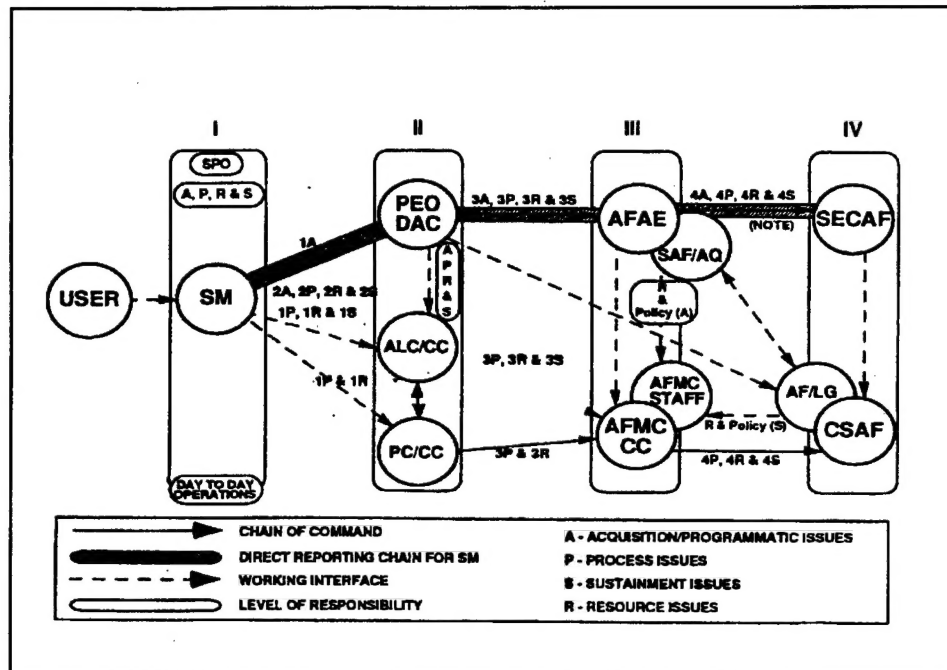 I II III IV
SPO
A, P, R & S
PEO
DAC
3A, 3P, 3R & 3S
AFAE
4A, 4P, 4R & 4S
(NOTE)
SECAF
1A
A
P
R
&
S
SAF/AQ
USER
SM
2A, 2P, 2R & 2S
1P, 1R & 1S
R
&
Policy (A)
ALC/CC
1P & 1R
3P, 3R & 3S
AFMC
STAFF
AF/LG
R & Policy (S)
AFMC
CC
CSAF
PC/CC
3P & 3R
4P, 4R & 4S
DAY TO DAY
OPERATIONS
CHAIN OF COMMAND
DIRECT REPORTING CHAIN FOR SM
WORKING INTERFACE
LEVEL OF RESPONSIBILITY
A - ACQUISITION/PROGRAMMATIC ISSUES
P - PROCESS ISSUES
S - SUSTAINMENT ISSUES
R - RESOURCE ISSUES